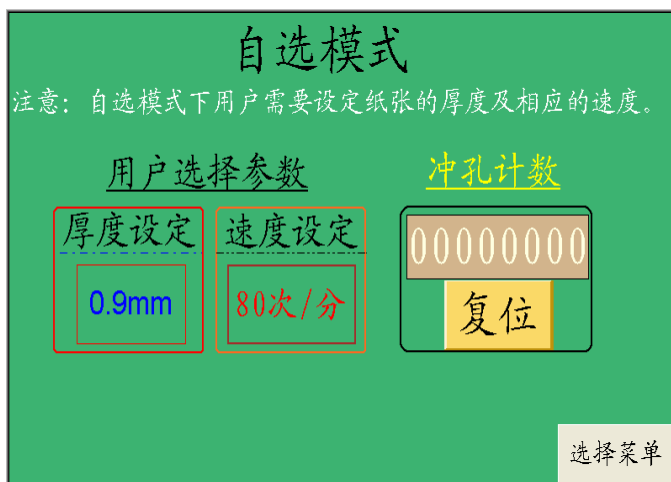 自选模式
注意：自选模式下用户需要设定纸张的厚度及相应的速度。
用户选择参数
冲孔计数
厚度设定
速度设定
00000000
0.9mm
80次/分
复位
选择菜单